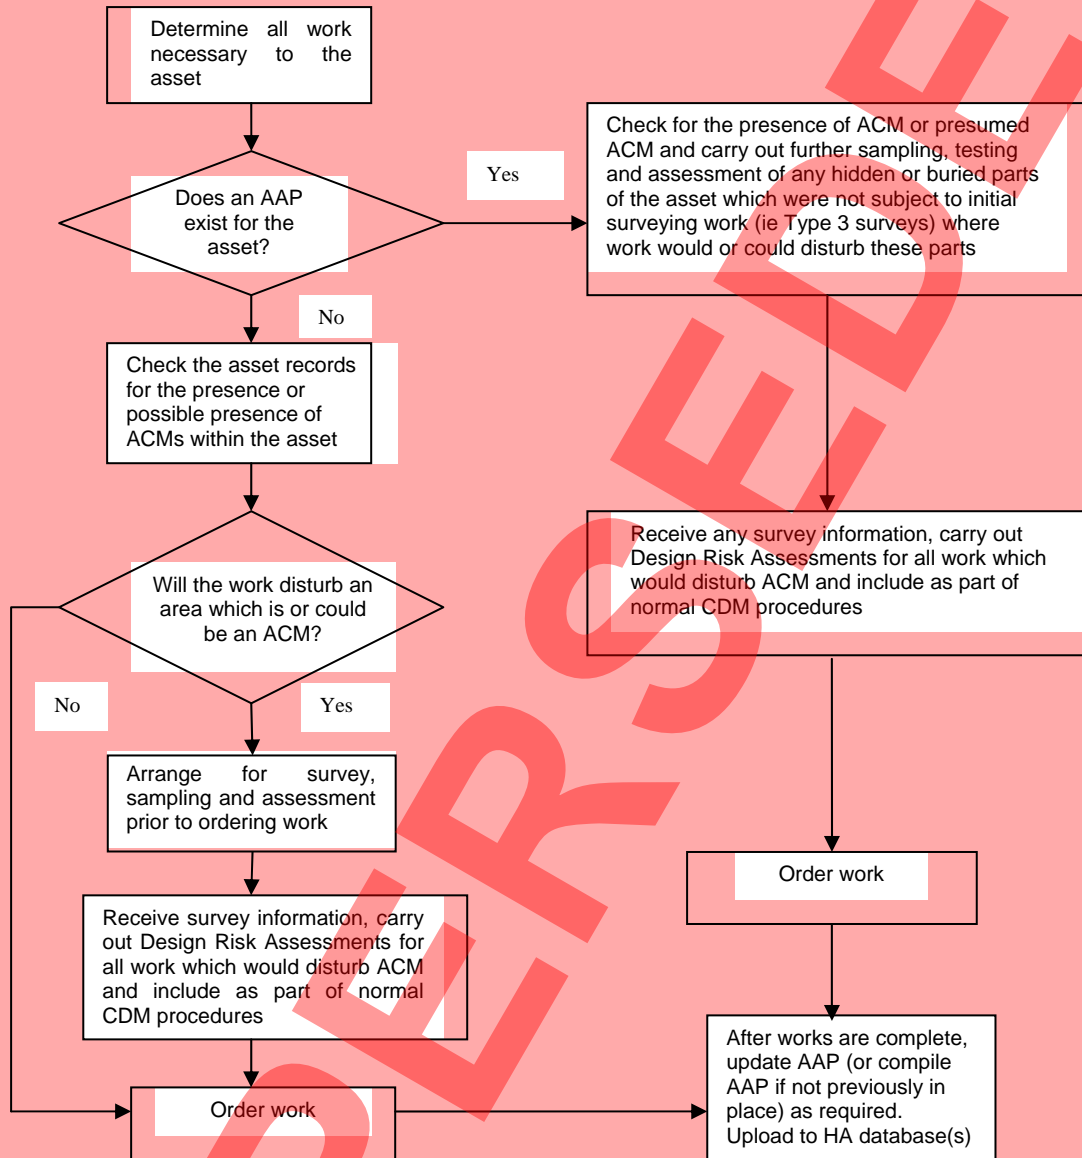 Determine all work
necessary to the
asset
Does an AAP
exist for the
asset?
Yes
Check for the presence of ACM or presumed
ACM and carry out further sampling, testing
and assessment of any hidden or buried parts
of the asset which were not subject to initial
surveying work (ie Type 3 surveys) where
work would or could disturb these parts
No
Check the asset records
for the presence or
possible presence of
ACMs within the asset
Receive any survey information, carry out
Design Risk Assessments for all work which
would disturb ACM and include as part of
normal CDM procedures
Will the work disturb an
area which is or could
be an ACM?
No
Yes
Arrange for survey,
sampling and assessment
prior to ordering work
Order work
Receive survey information, carry
out Design Risk Assessments for
all work which would disturb ACM
and include as part of normal
CDM procedures
After works are complete,
update AAP (or compile
AAP if not previously in
place) as required.
Upload to HA database(s)
Order work
PERSEDE